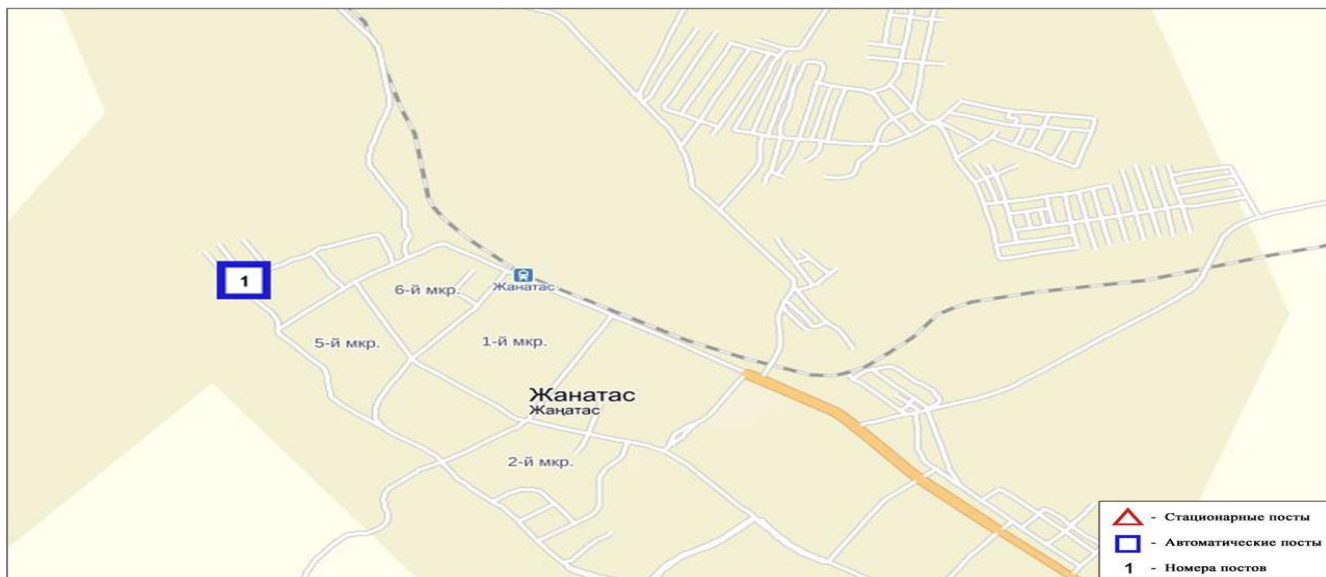 1
6-й мкр.
Жанатас
5-й мкр.
1-й мкр.
Жанатас
Жаңатас
2-й мкр.
- Стационарные посты
- Автоматические посты
1 - Номера постов